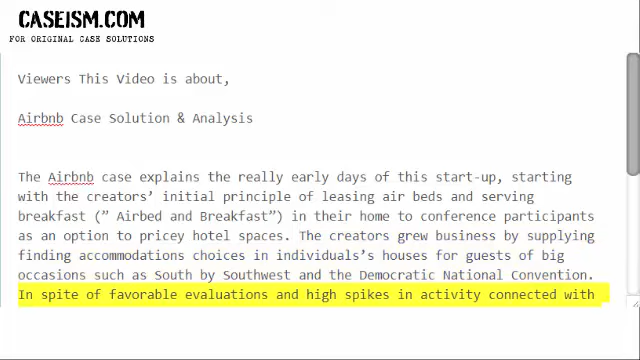 CASEISM.COM
FOR ORIGINAL CASE SOLUTIONS
Viewers This Video is about,
Airbnb Case Solution & Analysis
The Airbnb case explains the really early days of this start-up, starting
with the creators’ initial principle of leasing air beds and serving
breakfast (” Airbed and Breakfast”) in their home to conference participants
as an option to pricey hotel spaces. The creators grew business by supplying
finding accommodations choices in individuals’s houses for guests of big
occasions such as South by Southwest and the Democratic National Convention.
In spite of favorable evaluations and high spikes in activity connected with